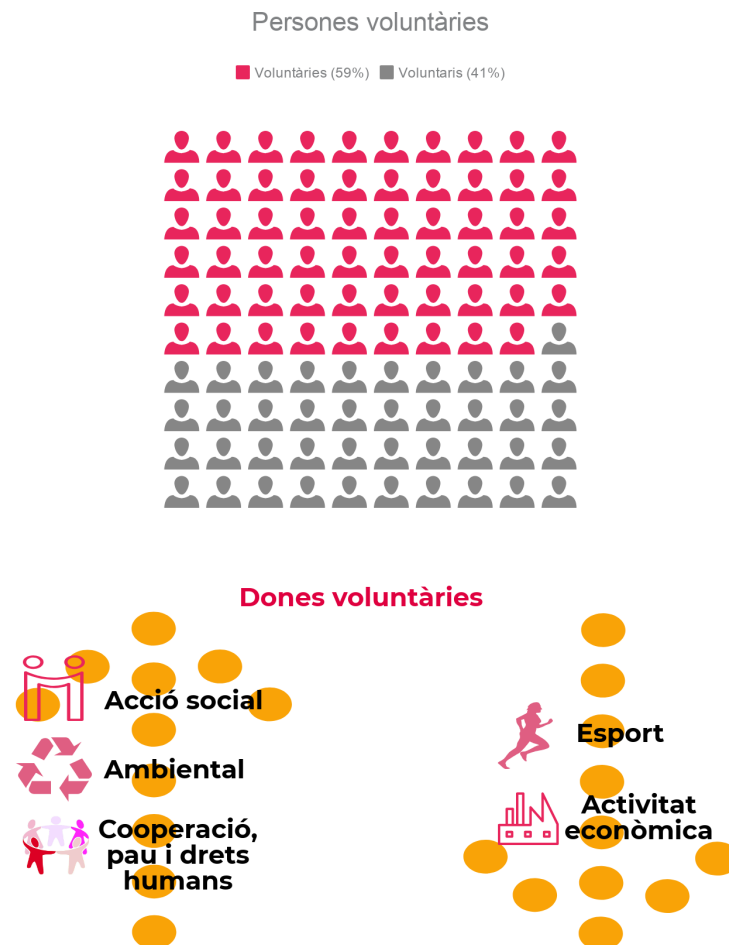 Persones voluntàries
Voluntàries (59%) Voluntaris (41%)
Dones voluntàries
Acció social
Ambiental
Cooperació,
pau i drets
humans
Esport
Activitat
econòmica